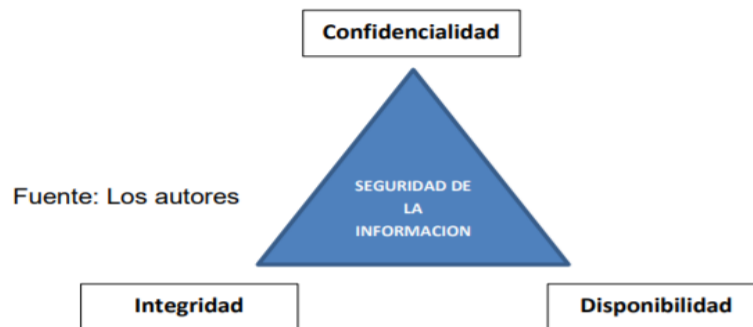 Confidencialidad
Fuente: Los autores
SEGURIDAD DE
LA
INFORMACION
Integridad
Disponibilidad